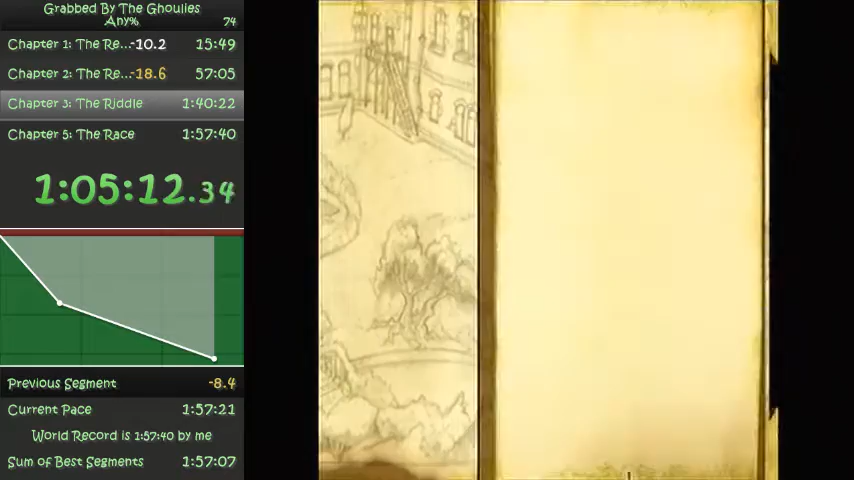 Grabbed By The Ghoulies
Any%
74
Chapter 1: The Re... -10.2 15:49
Chapter 2: The Re... -18.6 57:05
Chapter 3: The Riddle 1:40:22
Chapter 5: The Race 1:57:40
1:05:12.34
Previous Segment -8.4
Current Pace 1:57:21
World Record is 1:57:40 by me
Sum of Best Segments 1:57:07